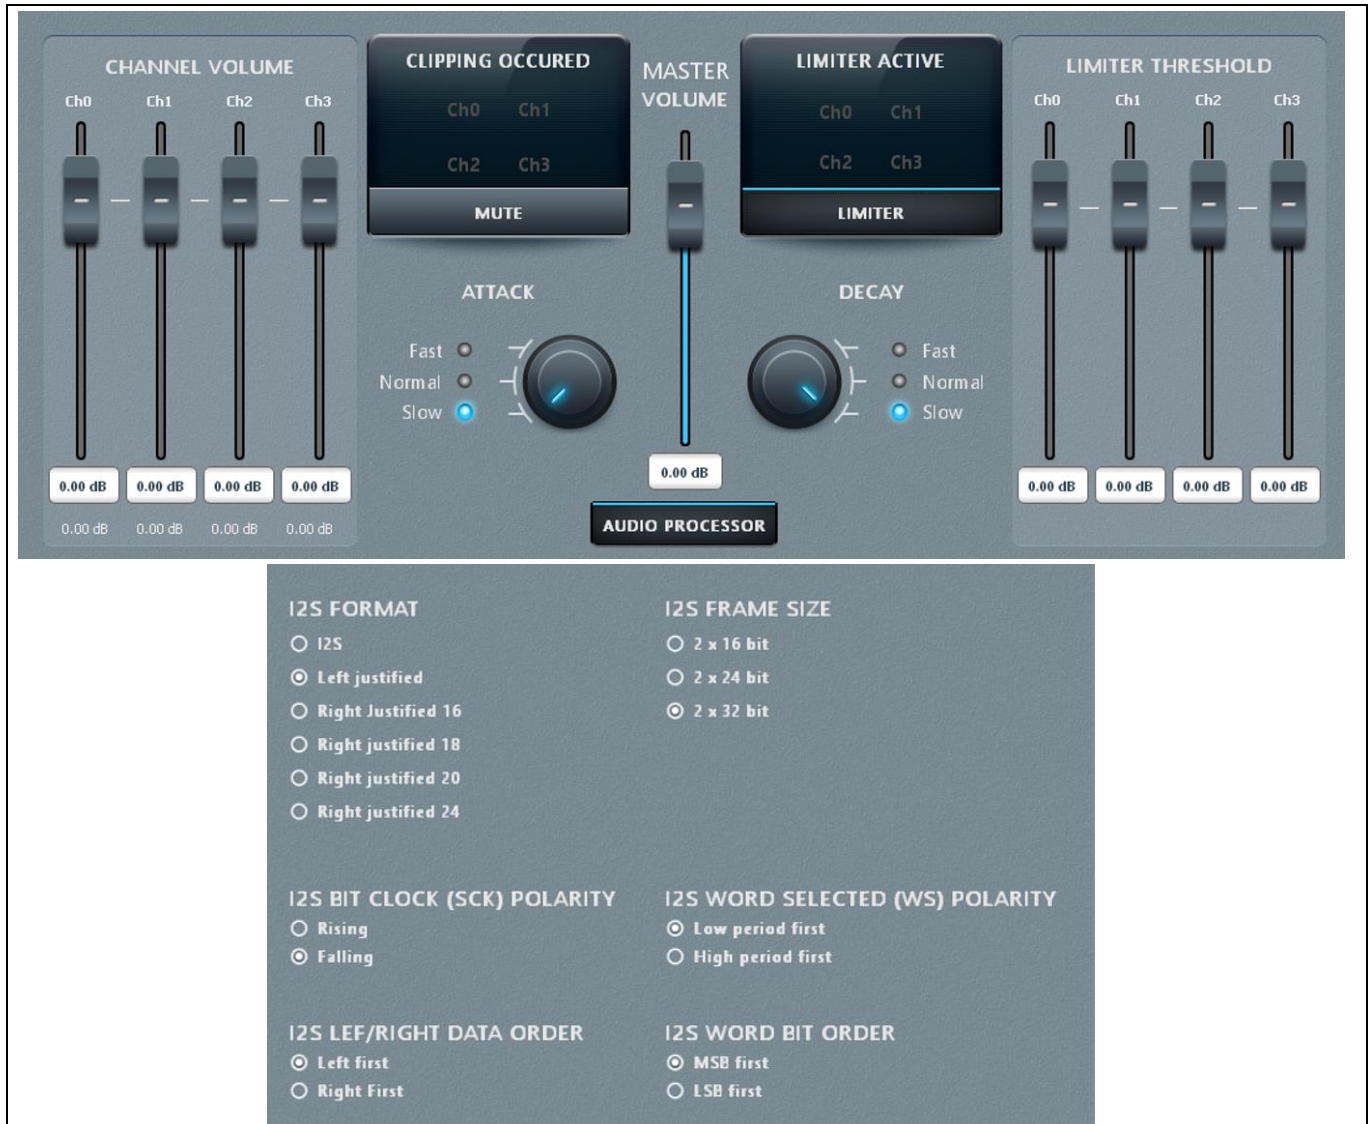 CHANNEL VOLUME
Ch0 Ch1 Ch2 Ch3
0.00 dB 0.00 dB 0.00 dB 0.00 dB
0.00 dB 0.00 dB 0.00 dB 0.00 dB
CLIPPING OCCURED
Ch0 Ch1
Ch2 Ch3
MUTE
ATTACK
Fast
Normal
Slow
MASTER
VOLUME
0.00 dB
AUDIO PROCESSOR
LIMITER ACTIVE
Ch0 Ch1
Ch2 Ch3
LIMITER
DECAY
Fast
Normal
Slow
LIMITER THRESHOLD
Ch0 Ch1 Ch2 Ch3
0.00 dB 0.00 dB 0.00 dB 0.00 dB
I2S FORMAT
I2S
Left justified
Right Justified 16
Right justified 18
Right justified 20
Right justified 24
I2S FRAME SIZE
2 x 16 bit
2 x 24 bit
2 x 32 bit
I2S BIT CLOCK (SCK) POLARITY
Rising
Falling
I2S WORD SELECTED (WS) POLARITY
Low period first
High period first
I2S LEF/RIGHT DATA ORDER
Left first
Right First
I2S WORD BIT ORDER
MSB first
LSB first